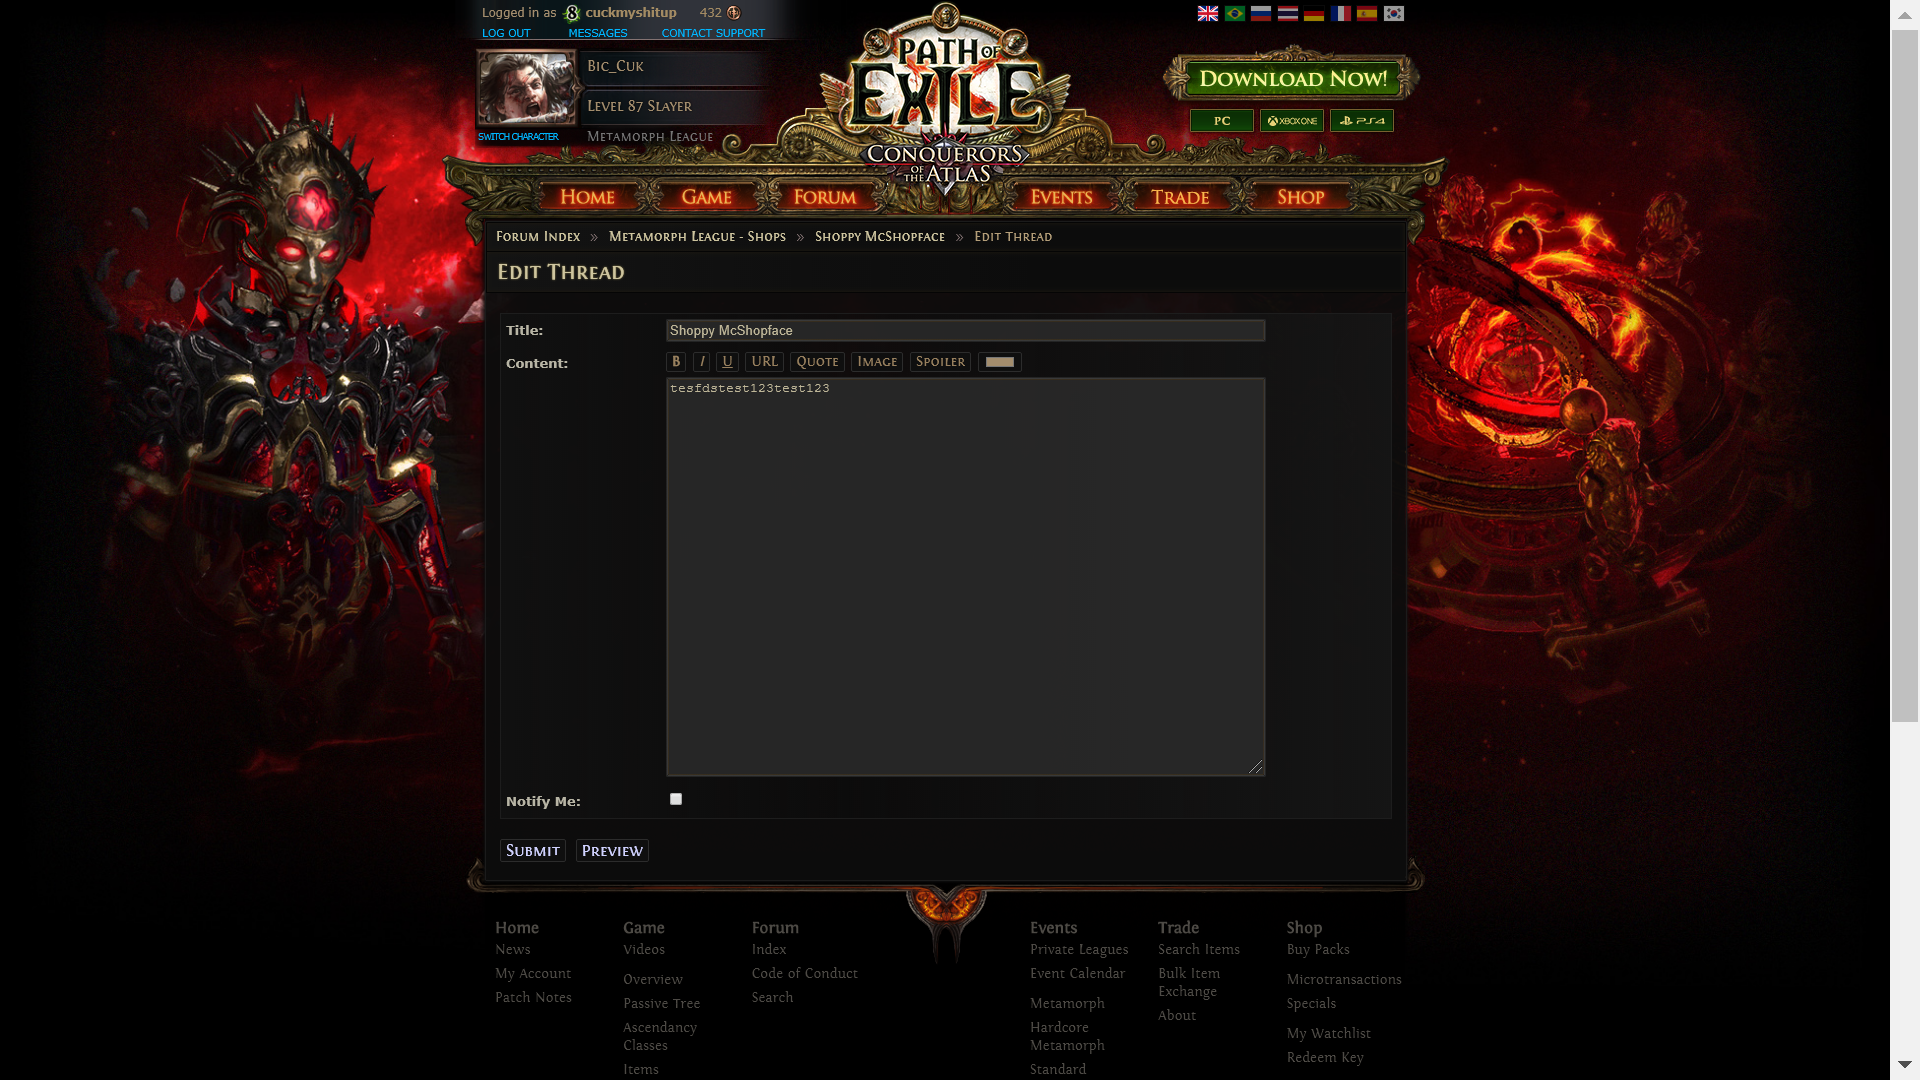 Logged in as 8 cuckmyshitup 432
LOG OUT MESSAGES CONTACT SUPPORT
Bic_Cuk
Level 87 Slayer
SWITCH CHARACTER
Metamorph League
PATH OF EXILE
CONQUERORS OF THE ATLAS
Download Now!
PC XBOX ONE PS4
Home Game Forum Events Trade Shop
Forum Index » Metamorph League - Shops » Shoppy McShopface » Edit Thread
Edit Thread
Title: Shoppy McShopface
Content: B I U URL Quote Image Spoiler
tesfdstest123test123
Notify Me:
Submit Preview
Home
News
My Account
Patch Notes
Game
Videos
Overview
Passive Tree
Ascendancy
Classes
Items
Forum
Index
Code of Conduct
Search
Events
Private Leagues
Event Calendar
Metamorph
Hardcore
Metamorph
Standard
Trade
Search Items
Bulk Item
Exchange
About
Shop
Buy Packs
Microtransactions
Specials
My Watchlist
Redeem Key